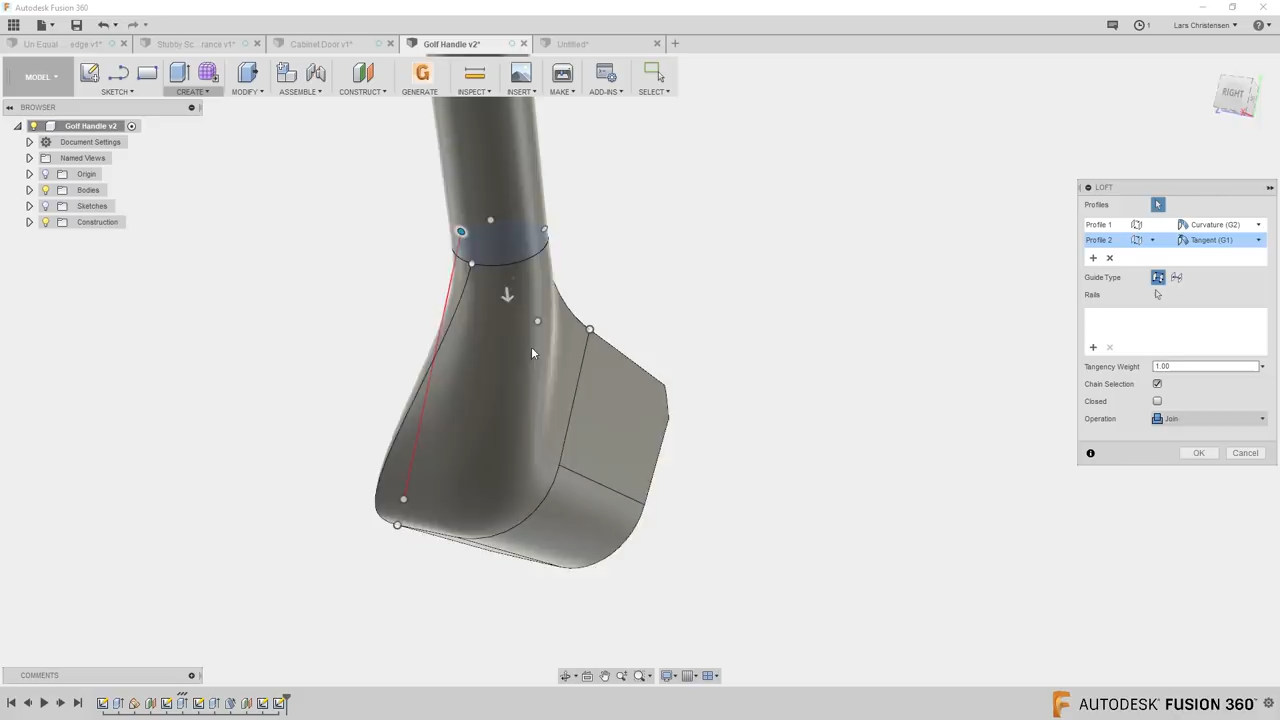 Autodesk Fusion 360
1 Lars Christensen
Un Equal ... edge v1*
Stubby Sc...rance v1*
Cabinet Door v1*
Golf Handle v2*
Untitled*
MODEL
SKETCH
CREATE
MODIFY
ASSEMBLE
CONSTRUCT
G
GENERATE
INSPECT
INSERT
MAKE
ADD-INS
SELECT
BROWSER
Golf Handle v2
Document Settings
Named Views
Origin
Bodies
Sketches
Construction
RIGHT
LOFT
Profiles
Profile 1 Curvature (G2)
Profile 2 Tangent (G1)
Guide Type
Rails
Tangency Weight 1.00
Chain Selection
Closed
Operation Join
OK Cancel
COMMENTS
AUTODESK® FUSION 360™